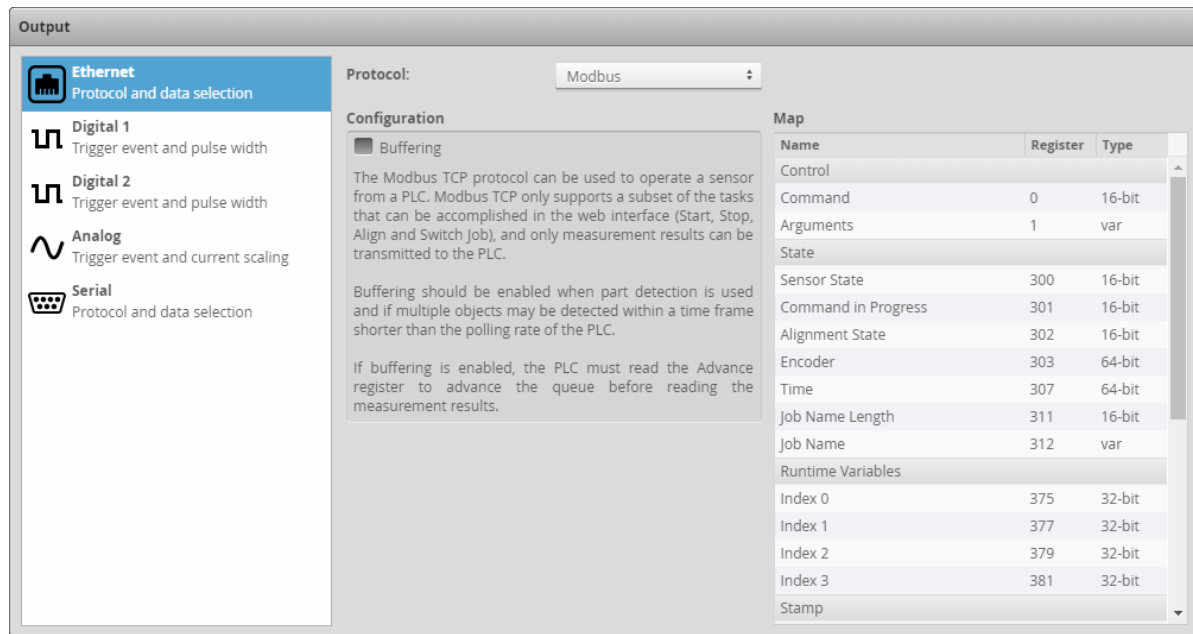 Output
Ethernet
Protocol and data selection
Digital 1
Trigger event and pulse width
Digital 2
Trigger event and pulse width
Analog
Trigger event and current scaling
Serial
Protocol and data selection
Protocol:
Modbus
Configuration
Buffering
The Modbus TCP protocol can be used to operate a sensor
from a PLC. Modbus TCP only supports a subset of the tasks
that can be accomplished in the web interface (Start, Stop,
Align and Switch Job), and only measurement results can be
transmitted to the PLC.
Buffering should be enabled when part detection is used
and if multiple objects may be detected within a time frame
shorter than the polling rate of the PLC.
If buffering is enabled, the PLC must read the Advance
register to advance the queue before reading the
measurement results.
Map
Name Register Type
Control
Command 0 16-bit
Arguments 1 var
State
Sensor State 300 16-bit
Command in Progress 301 16-bit
Alignment State 302 16-bit
Encoder 303 64-bit
Time 307 64-bit
Job Name Length 311 16-bit
Job Name 312 var
Runtime Variables
Index 0 375 32-bit
Index 1 377 32-bit
Index 2 379 32-bit
Index 3 381 32-bit
Stamp